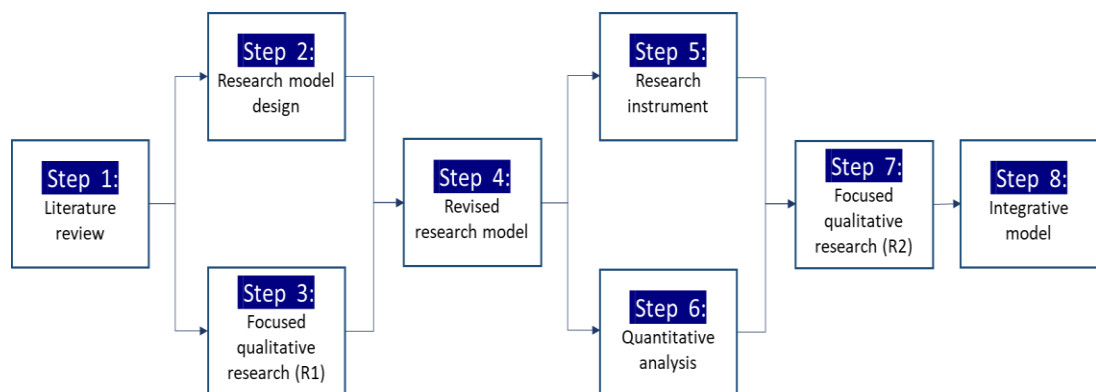 Step 1:
Literature
review
Step 2:
Research model
design
Step 3:
Focused
qualitative
research (R1)
Step 4:
Revised
research model
Step 5:
Research
instrument
Step 6:
Quantitative
analysis
Step 7:
Focused
qualitative
research (R2)
Step 8:
Integrative
model